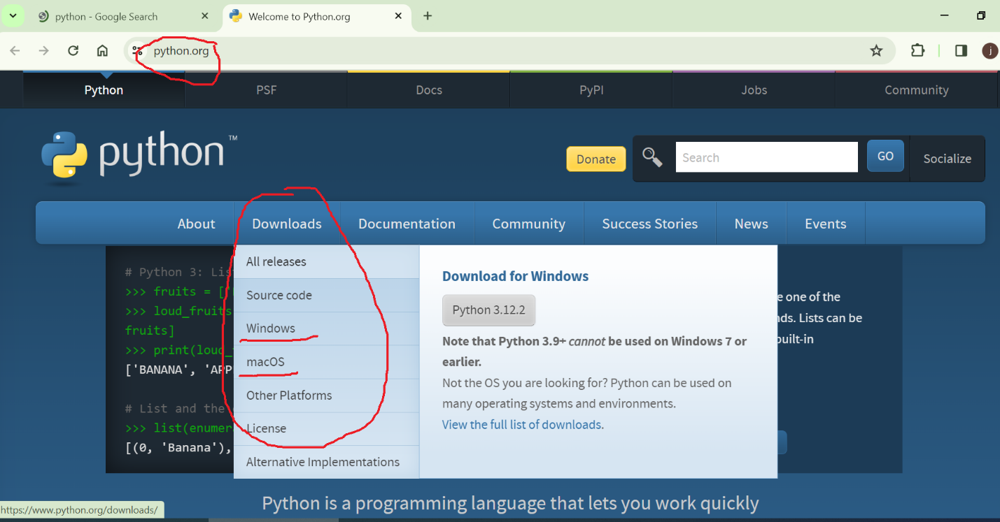 python - Google Search
Welcome to Python.org
python.org
j
Python PSF Docs PyPI Jobs Community
python™
Donate
Search
GO
Socialize
About Downloads Documentation Community Success Stories News Events
All releases
Source code
Windows
macOS
Other Platforms
License
Alternative Implementations
Download for Windows
Python 3.12.2
Note that Python 3.9+ cannot be used on Windows 7 or
earlier.
Not the OS you are looking for? Python can be used on
many operating systems and environments.
View the full list of downloads.
# Python 3: Lis
>>> fruits = ['
>>> loud_fruits
fruits]
>>> print(loud_
['BANANA', 'APP
# List and the
>>> list(enumer
[(0, 'Banana'),
e one of the
nds. Lists can be
built-in
Python is a programming language that lets you work quickly
https://www.python.org/downloads/